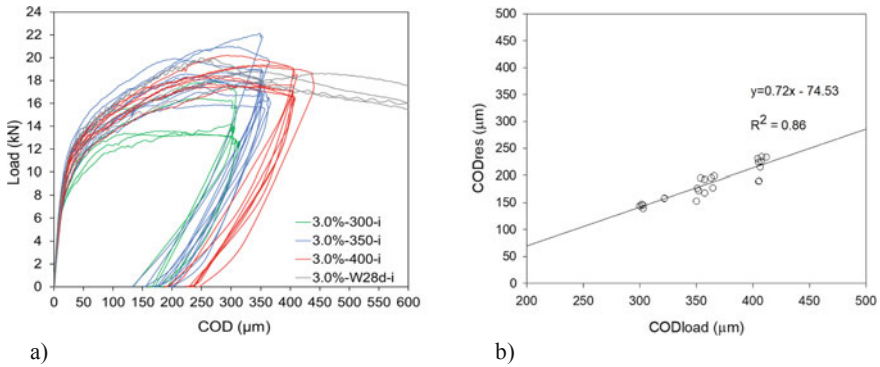 24
22
20
18
16
14
12
10
8
6
4
2
0
Load (kN)
0 50 100 150 200 250 300 350 400 450 500 550 600
COD (µm)
3.0%-300-i
3.0%-350-i
3.0%-400-i
3.0%-W28d-i
a)
500
450
400
350
300
250
200
150
100
50
0
CODres (µm)
y=0.72x - 74.53
R² = 0.86
200 250 300 350 400 450 500
CODload (µm)
b)